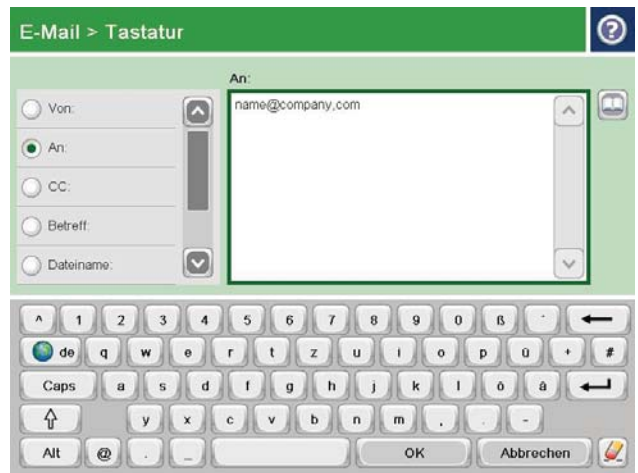 E-Mail > Tastatur
An:
Von:
name@company,com
An:
CC:
Betreff:
Dateiname:
^ 1 2 3 4 5 6 7 8 9 0 ß ´
de q w e r t z u i o p ü + #
Caps a s d f g h j k l ö ä
y x c v b n m , . -
Alt @ . _ OK Abbrechen